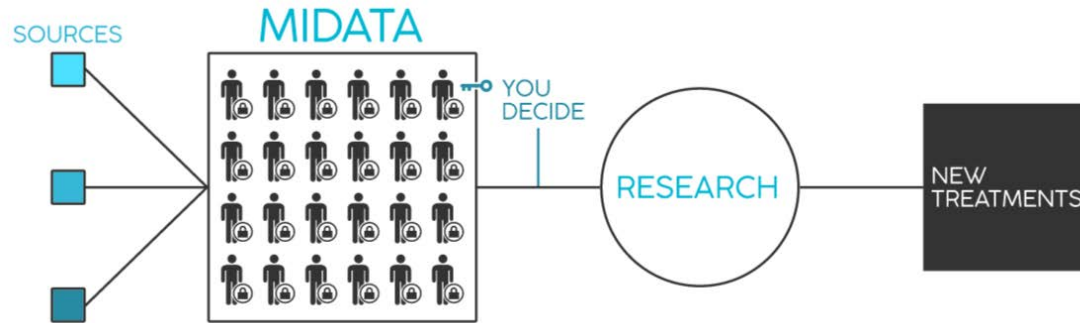 SOURCES
MIDATA
YOU
DECIDE
RESEARCH
NEW
TREATMENTS